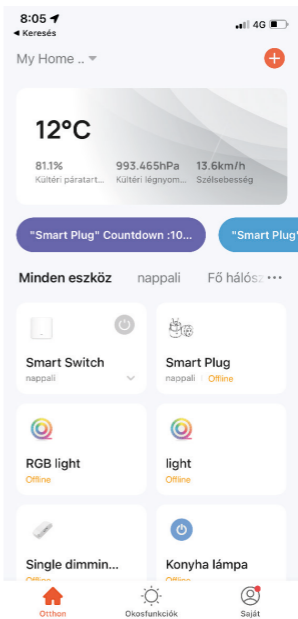 8:05
4G
◀ Keresés
My Home ..
12°C
81.1% 993.465hPa 13.6km/h
Kültéri páratart... Kültéri légnyom... Szélsebesség
"Smart Plug" Countdown :10... "Smart Plug"
Minden eszköz nappali Fő hálósz ...
Smart Switch Smart Plug
nappali nappali Offline
RGB light light
Offline Offline
Single dimmin... Konyha lámpa
Offline Offline
Otthon Okosfunkciók Saját